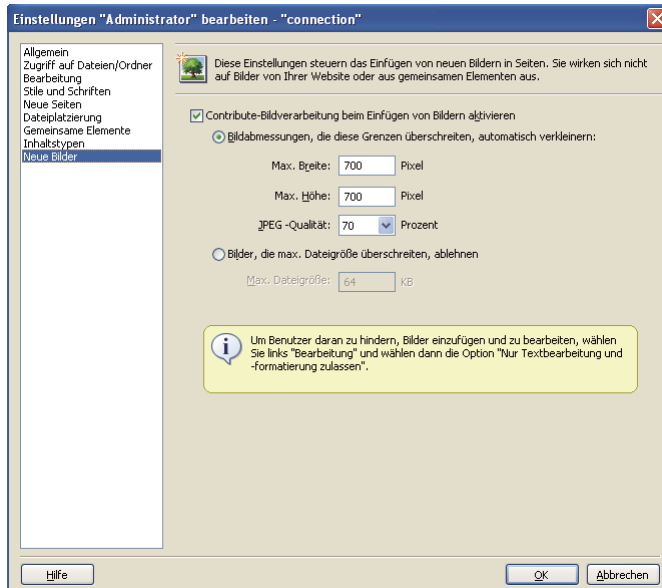 Einstellungen "Administrator" bearbeiten - "connection"
Allgemein
Zugriff auf Dateien/Ordner
Bearbeitung
Stile und Schriften
Neue Seiten
Dateiplatzierung
Gemeinsame Elemente
Inhaltstypen
Neue Bilder
Diese Einstellungen steuern das Einfügen von neuen Bildern in Seiten. Sie wirken sich nicht
auf Bilder von Ihrer Website oder aus gemeinsamen Elementen aus.
Contribute-Bildverarbeitung beim Einfügen von Bildern aktivieren
Bildabmessungen, die diese Grenzen überschreiten, automatisch verkleinern:
Max. Breite: 700 Pixel
Max. Höhe: 700 Pixel
JPEG -Qualität: 70 Prozent
Bilder, die max. Dateigröße überschreiten, ablehnen
Max. Dateigröße: 64 KB
Um Benutzer daran zu hindern, Bilder einzufügen und zu bearbeiten, wählen
Sie links "Bearbeitung" und wählen dann die Option "Nur Textbearbeitung und
-formatierung zulassen".
Hilfe
OK
Abbrechen